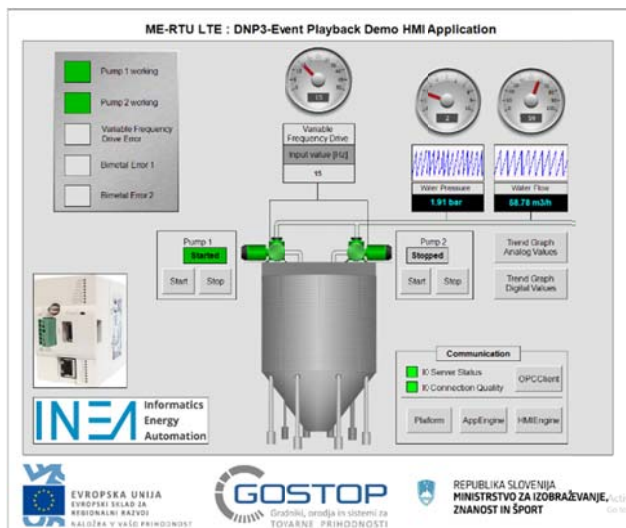 ME-RTU LTE : DNP3-Event Playback Demo HMI Application
Pump 1 working
Pump 2 working
Variable Frequency
Drive Error
Bimetal Error 1
Bimetal Error 2
15
2
59
Variable
Frequency Drive
Input value [Hz]
15
Water Pressure
1.91 bar
Water Flow
58.78 m3/h
Pump 1
Started
Start
Stop
Pump 2
Stopped
Start
Stop
Trend Graph
Analog Values
Trend Graph
Digital Values
Communication
IO Server Status
IO Connection Quality
OPCClient
Plaform
AppEngine
HMIEngine
INEA
Informatics
Energy
Automation
EVROPSKA UNIJA
EVROPSKI SKLAD ZA
REGIONALNI RAZVOJ
NALOŽBA V VAŠO PRIHODNOST
GOSTOP
Gradniki, orodja in sistemi za
TOVARNE PRIHODNOSTI
REPUBLIKA SLOVENIJA
MINISTRSTVO ZA IZOBRAŽEVANJE,
ZNANOST IN ŠPORT